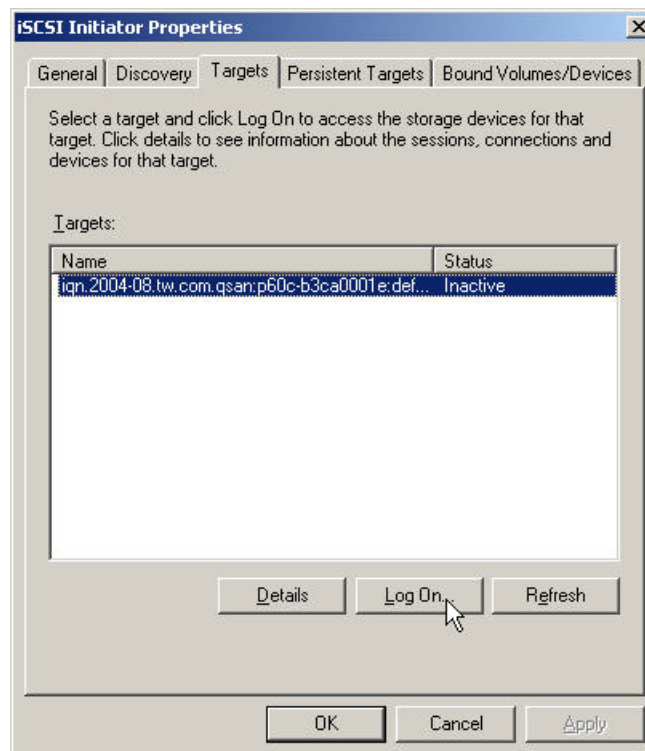 iSCSI Initiator Properties
General Discovery Targets Persistent Targets Bound Volumes/Devices
Select a target and click Log On to access the storage devices for that
target. Click details to see information about the sessions, connections and
devices for that target.
Targets:
Name Status
iqn.2004-08.tw.com.qsan:p60c-b3ca0001e:def... Inactive
Details Log On... Refresh
OK Cancel Apply